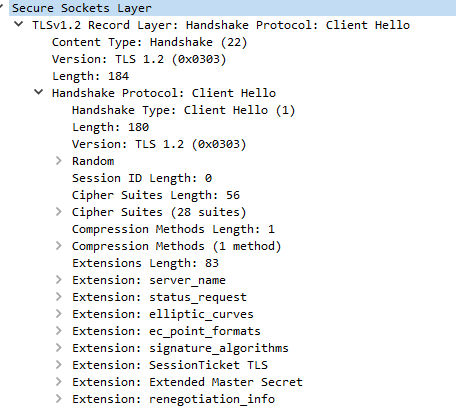 Secure Sockets Layer
TLSv1.2 Record Layer: Handshake Protocol: Client Hello
Content Type: Handshake (22)
Version: TLS 1.2 (0x0303)
Length: 184
Handshake Protocol: Client Hello
Handshake Type: Client Hello (1)
Length: 180
Version: TLS 1.2 (0x0303)
Random
Session ID Length: 0
Cipher Suites Length: 56
Cipher Suites (28 suites)
Compression Methods Length: 1
Compression Methods (1 method)
Extensions Length: 83
Extension: server_name
Extension: status_request
Extension: elliptic_curves
Extension: ec_point_formats
Extension: signature_algorithms
Extension: SessionTicket TLS
Extension: Extended Master Secret
Extension: renegotiation_info